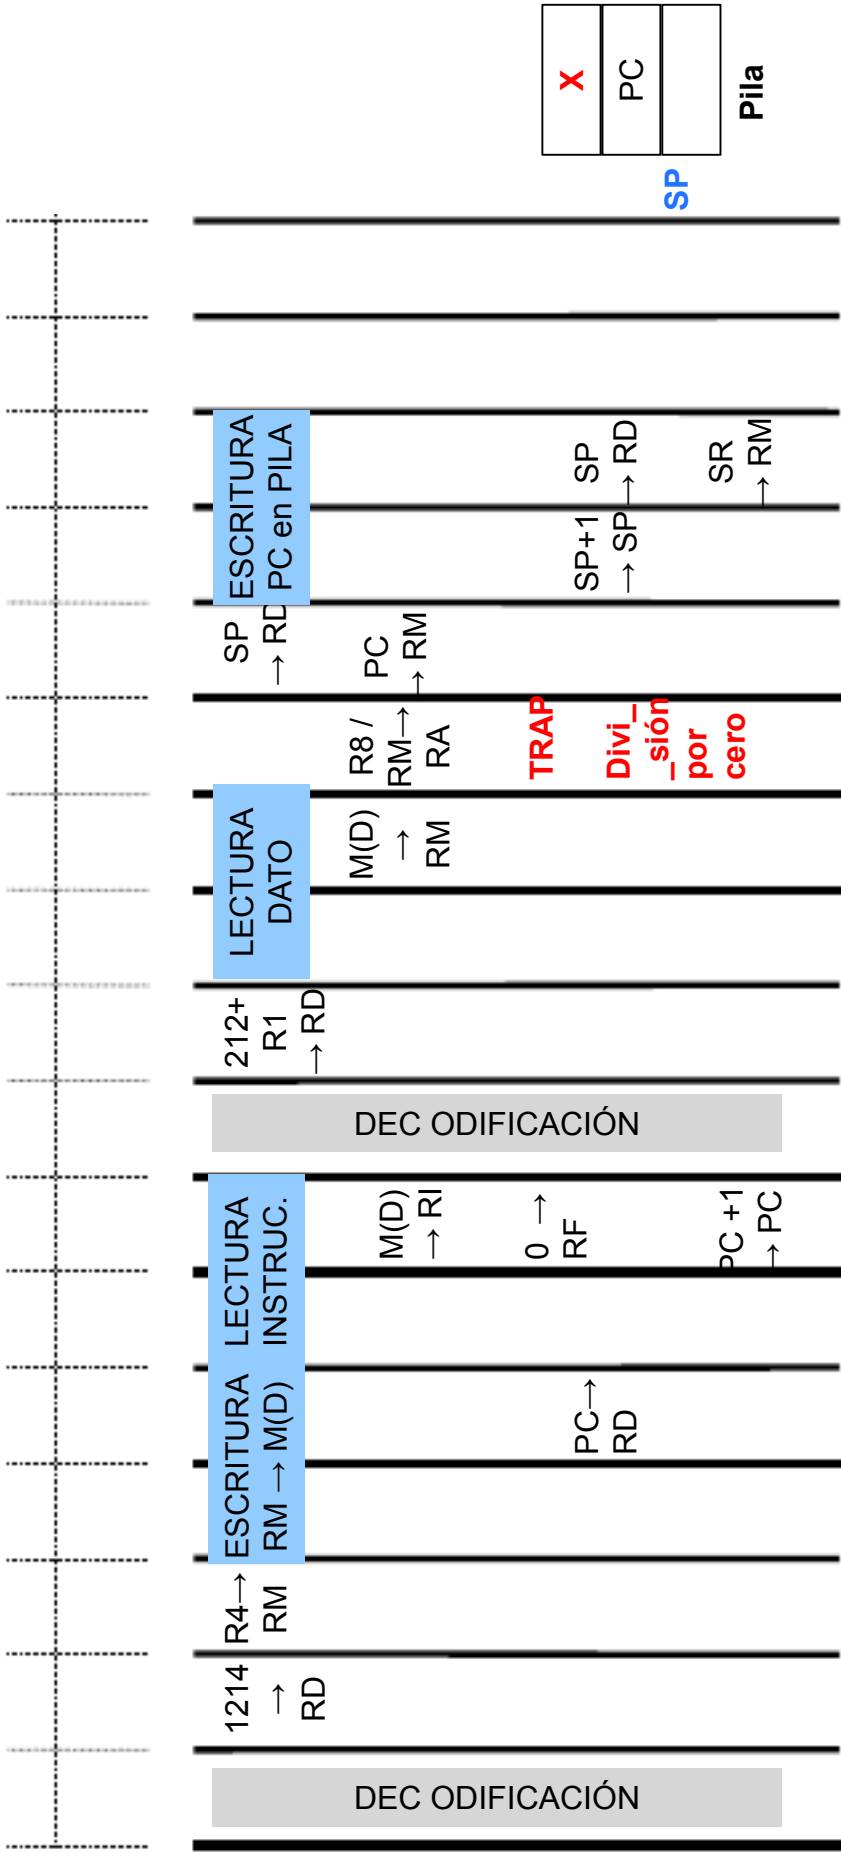 DEC ODIFICACIÓN
1214
→
RD
R4→
RM
ESCRITURA
RM → M(D)
PC→
RD
LECTURA
INSTRUC.
M(D)
→ RI
0 →
RF
PC +1
→ PC
DEC ODIFICACIÓN
212+
R1
→ RD
LECTURA
DATO
M(D)
→
RM
R8 /
RM→
RA
TRAP
Divi_
_sión
por
cero
SP
→ RD
PC
→ RM
ESCRITURA
PC en PILA
SP+1
→ SP
SP
→ RD
SR
→ RM
X
PC
SP
Pila